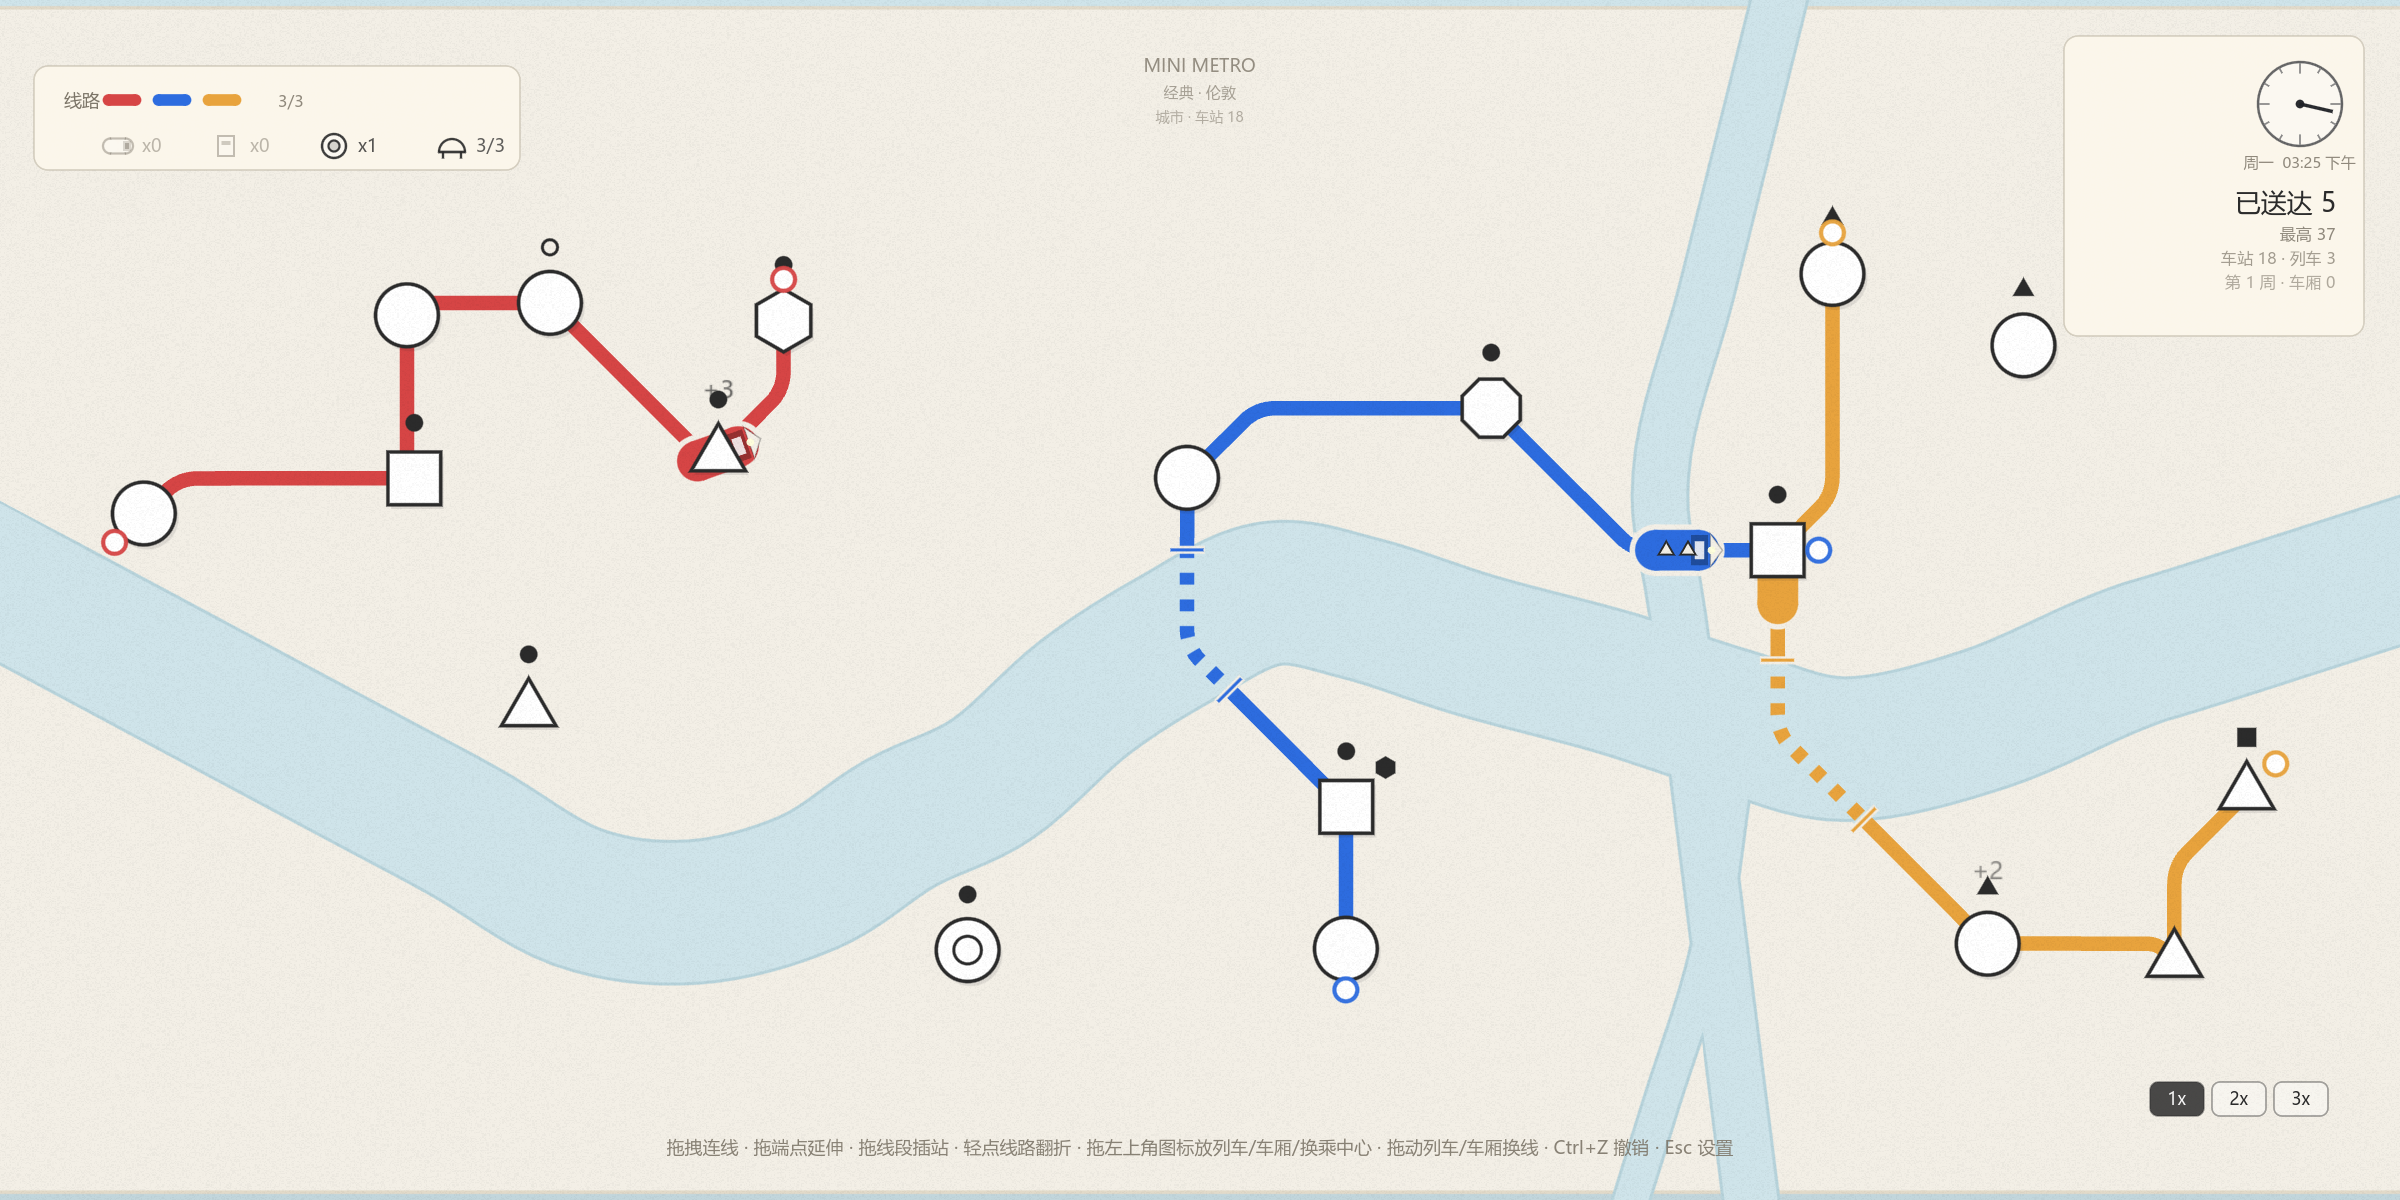 线路 3/3
x0 x0 x1 3/3
MINI METRO
经典 · 伦敦
城市 · 车站 18
周一 03:25 下午
已送达 5
最高 37
车站 18 · 列车 3
第 1 周 · 车厢 0
+3
+2
1x 2x 3x
拖拽连线 · 拖端点延伸 · 拖线段插站 · 轻点线路翻折 · 拖左上角图标放列车/车厢/换乘中心 · 拖动列车/车厢换线 · Ctrl+Z 撤销 · Esc 设置